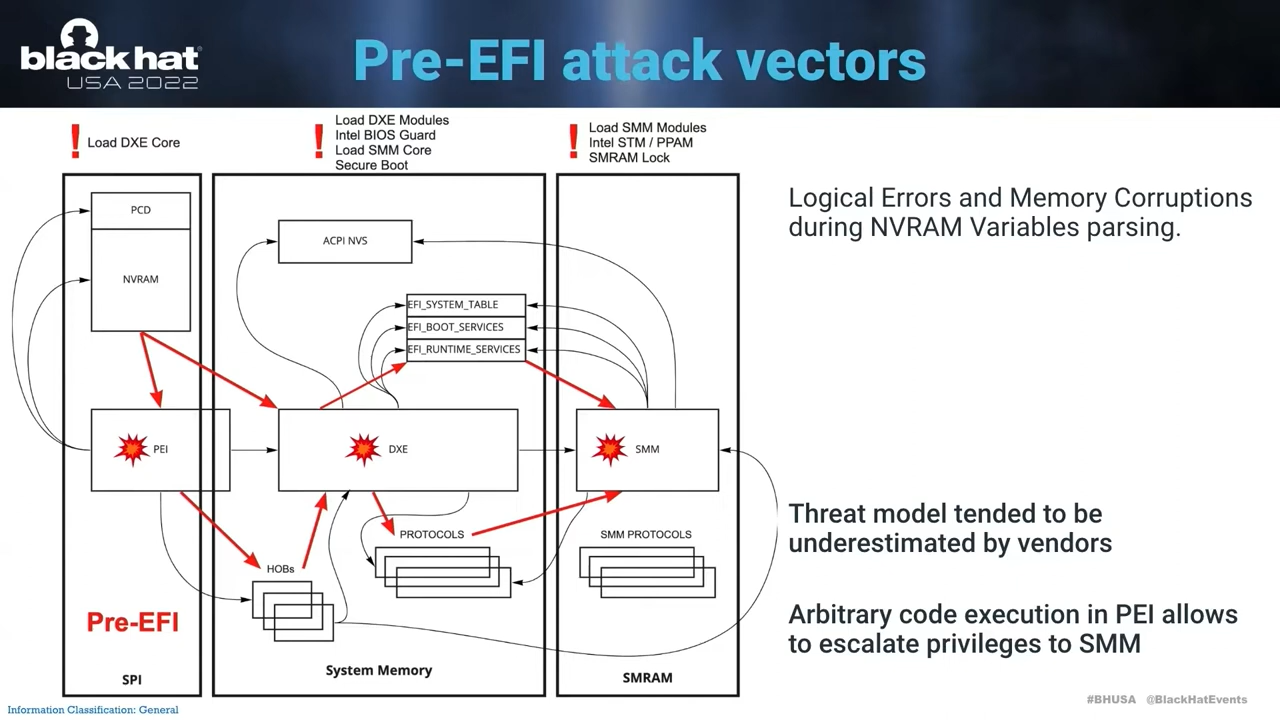 black hat
USA 2022
Pre-EFI attack vectors
Load DXE Core
Load DXE Modules
Intel BIOS Guard
Load SMM Core
Secure Boot
Load SMM Modules
Intel STM / PPAM
SMRAM Lock
PCD
NVRAM
ACPI NVS
EFI_SYSTEM_TABLE
EFI_BOOT_SERVICES
EFI_RUNTIME_SERVICES
PEI
DXE
SMM
HOBs
PROTOCOLS
SMM PROTOCOLS
Pre-EFI
SPI
System Memory
SMRAM
Logical Errors and Memory Corruptions
during NVRAM Variables parsing.
Threat model tended to be
underestimated by vendors
Arbitrary code execution in PEI allows
to escalate privileges to SMM
Information Classification: General
#BHUSA @BlackHatEvents